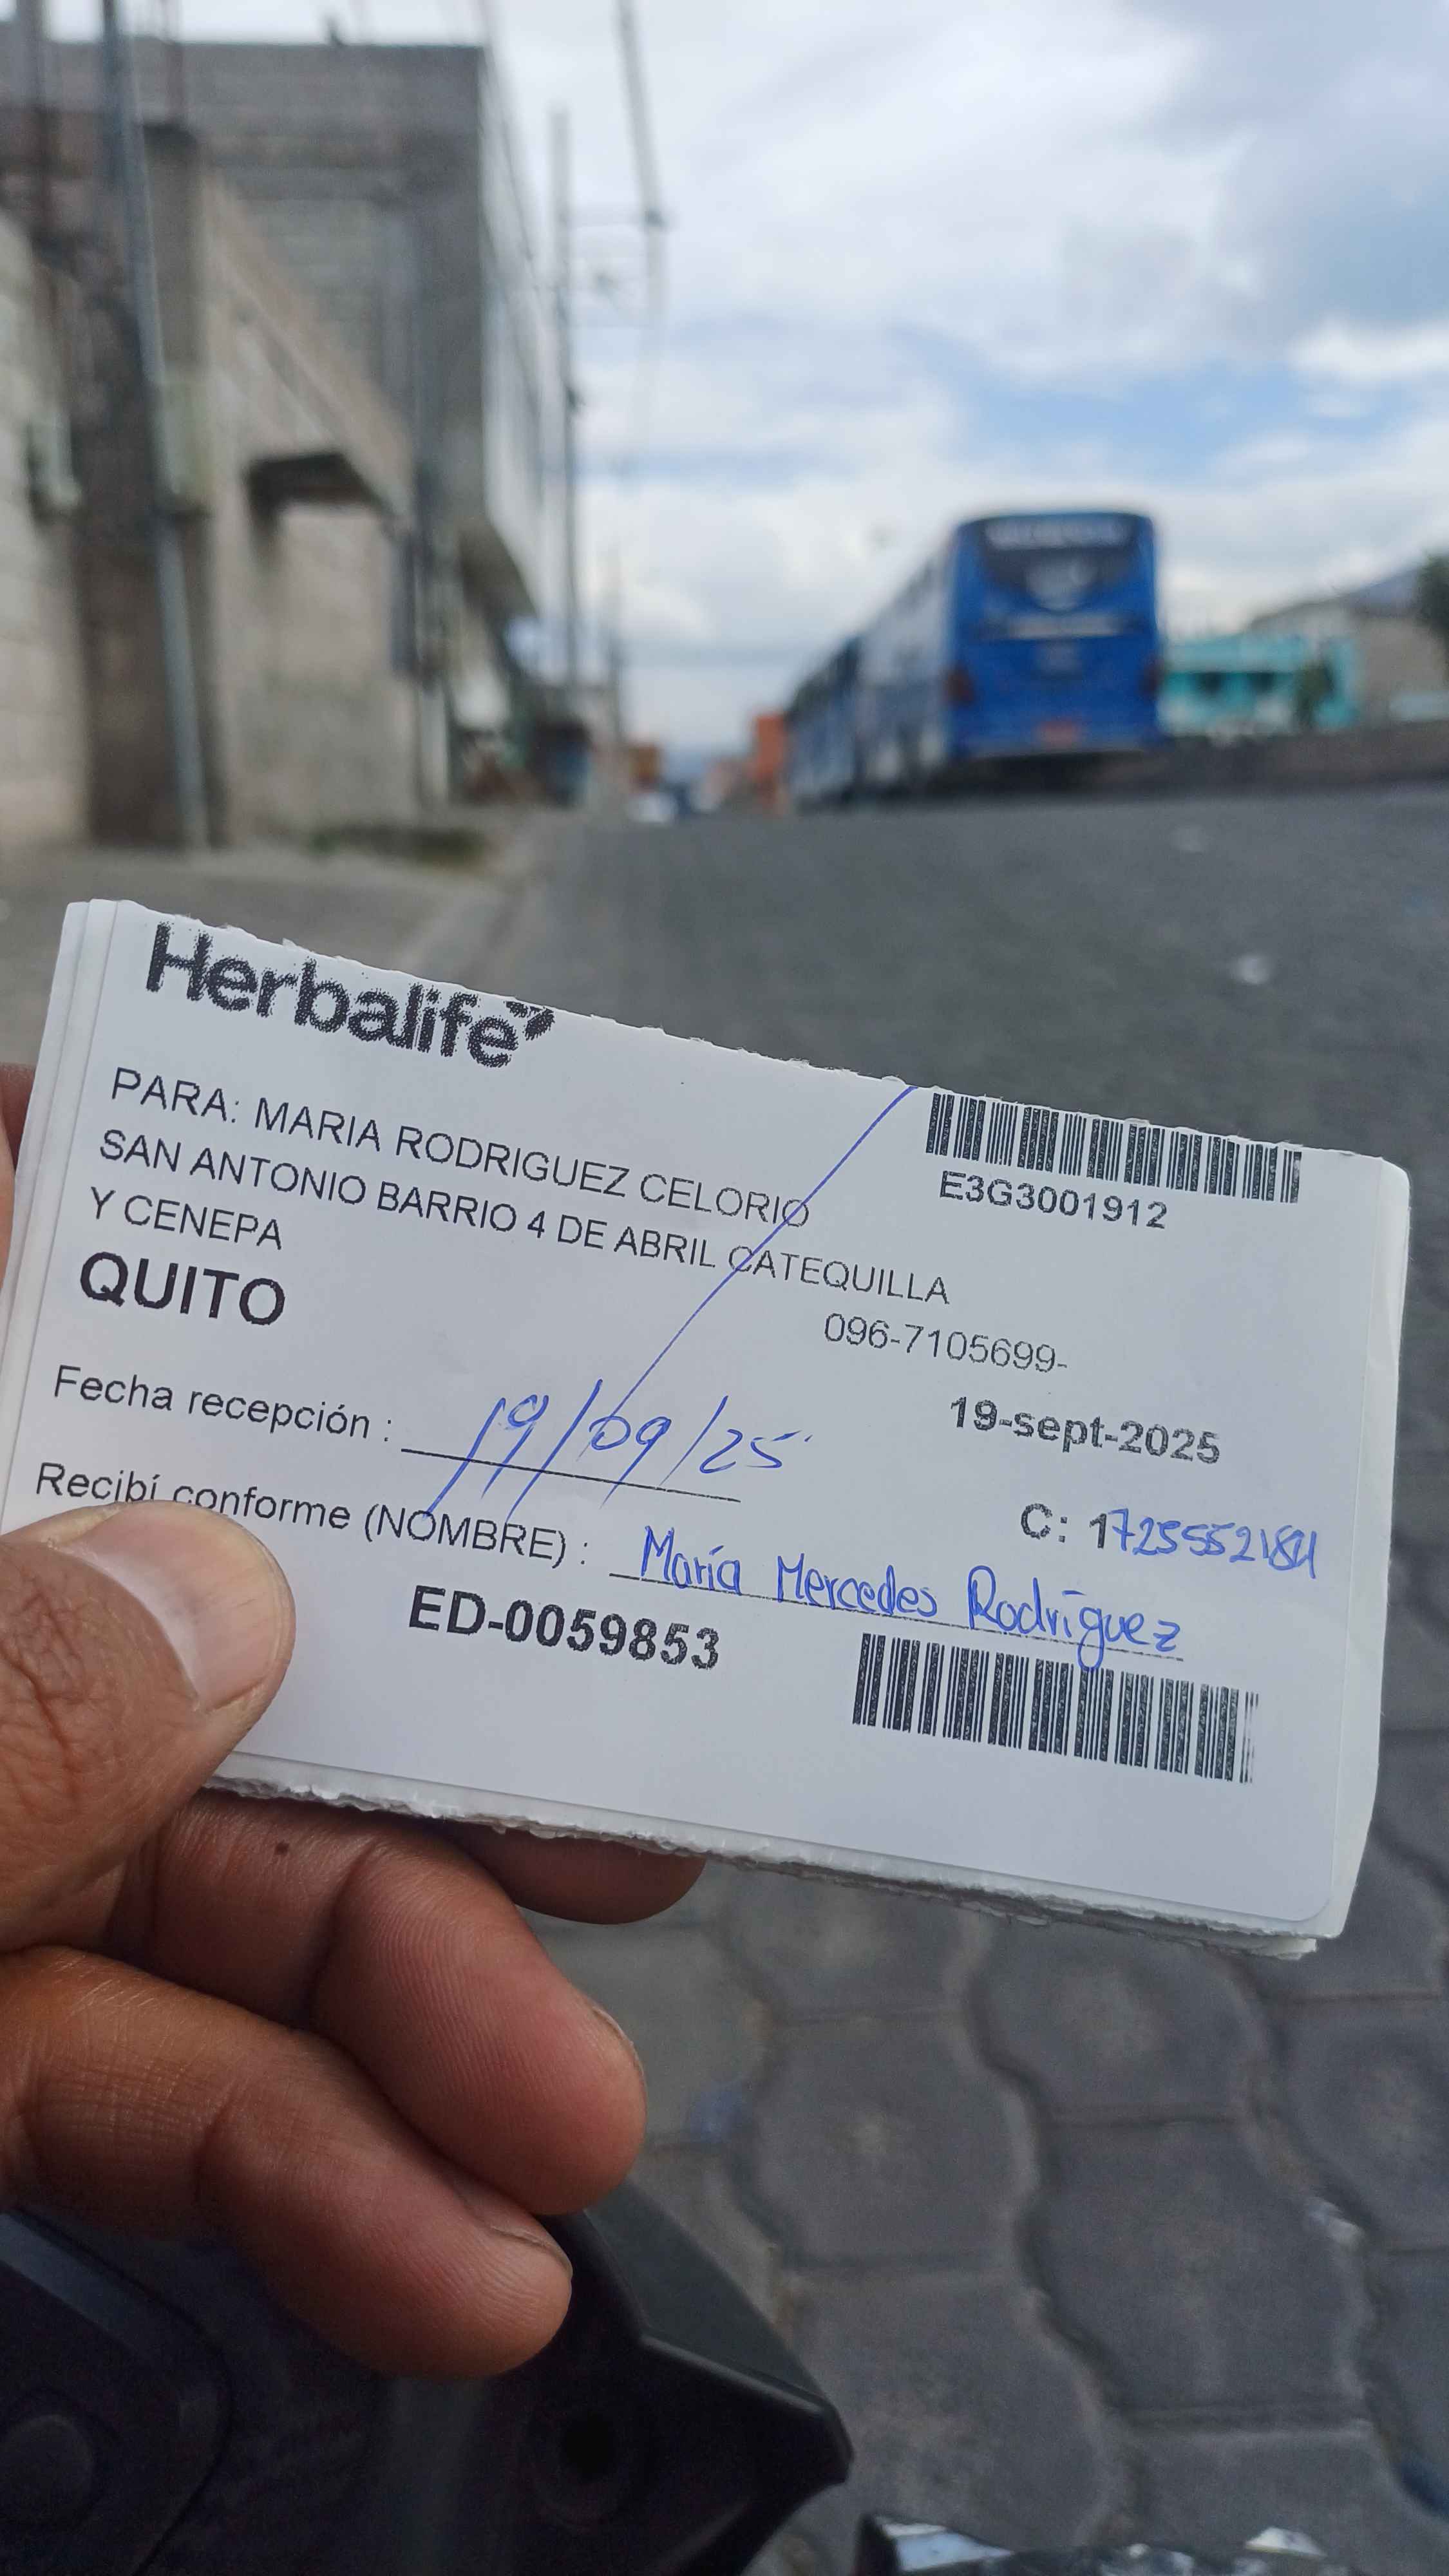 Herbalife
E3G3001912
PARA: MARIA RODRIGUEZ CELORIO
SAN ANTONIO BARRIO 4 DE ABRIL CATEQUILLA
Y CENEPA
096-7105699-
QUITO
19-sept-2025
Fecha recepción : 19/09/25
C: 1725552184
Recibí conforme (NOMBRE) : María Mercedes Rodríguez
ED-0059853